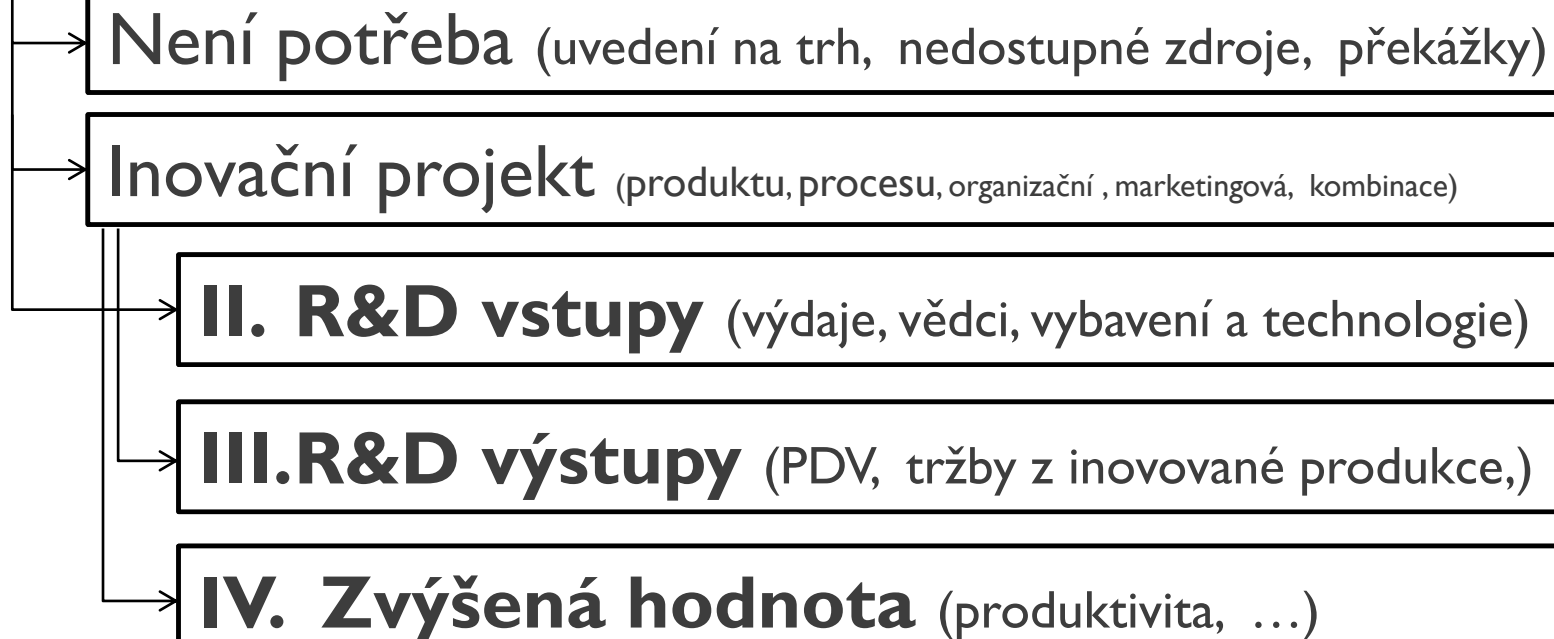 Není potřeba (uvedení na trh, nedostupné zdroje, překážky)
Inovační projekt (produktu, procesu, organizační , marketingová, kombinace)
II. R&D vstupy (výdaje, vědci, vybavení a technologie)
III.R&D výstupy (PDV, tržby z inovované produkce,)
IV. Zvýšená hodnota (produktivita, …)